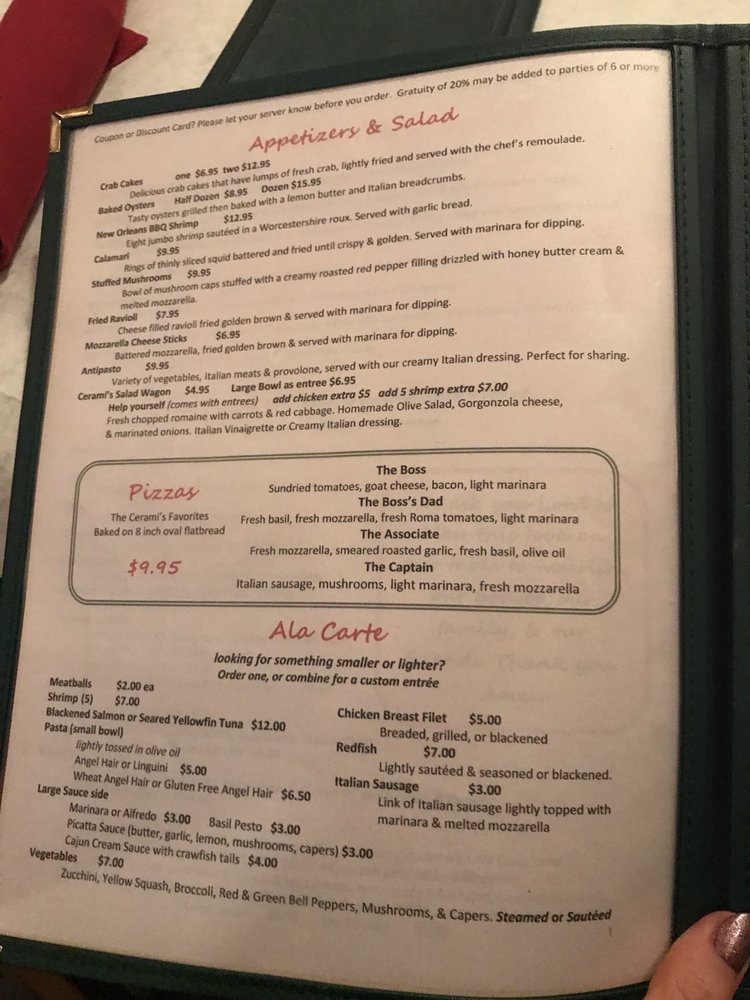 Coupon or Discount Card? Please let your server know before you order. Gratuity of 20% may be added to parties of 6 or more
Appetizers & Salad
Crab Cakes one $6.95 two $12.95
Delicious crab cakes that have lumps of fresh crab, lightly fried and served with the chef's remoulade.
Baked Oysters Half Dozen $8.95 Dozen $15.95
Tasty oysters grilled then baked with a lemon butter and Italian breadcrumbs.
New Orleans BBQ Shrimp $12.95
Eight jumbo shrimp sautéed in a Worcestershire roux. Served with garlic bread.
Calamari $9.95
Rings of thinly sliced squid battered and fried until crispy & golden. Served with marinara for dipping.
Stuffed Mushrooms $9.95
Bowl of mushroom caps stuffed with a creamy roasted red pepper filling drizzled with honey butter cream &
melted mozzarella.
Fried Ravioli $7.95
Cheese filled ravioli fried golden brown & served with marinara for dipping.
Mozzarella Cheese Sticks $6.95
Battered mozzarella, fried golden brown & served with marinara for dipping.
Antipasto $9.95
Variety of vegetables, Italian meats & provolone, served with our creamy Italian dressing. Perfect for sharing.
Cerami's Salad Wagon $4.95 Large Bowl as entree $6.95
Help yourself (comes with entrees) add chicken extra $5 add 5 shrimp extra $7.00
Fresh chopped romaine with carrots & red cabbage. Homemade Olive Salad, Gorgonzola cheese,
& marinated onions. Italian Vinaigrette or Creamy Italian dressing.
Pizzas
The Cerami's Favorites
Baked on 8 inch oval flatbread
$9.95
The Boss
Sundried tomatoes, goat cheese, bacon, light marinara
The Boss's Dad
Fresh basil, fresh mozzarella, fresh Roma tomatoes, light marinara
The Associate
Fresh mozzarella, smeared roasted garlic, fresh basil, olive oil
The Captain
Italian sausage, mushrooms, light marinara, fresh mozzarella
Ala Carte
looking for something smaller or lighter?
Order one, or combine for a custom entrée
Meatballs $2.00 ea
Shrimp (5) $7.00
Blackened Salmon or Seared Yellowfin Tuna $12.00
Pasta (small bowl)
lightly tossed in olive oil
Angel Hair or Linguini $5.00
Wheat Angel Hair or Gluten Free Angel Hair $6.50
Large Sauce side
Marinara or Alfredo $3.00 Basil Pesto $3.00
Picatta Sauce (butter, garlic, lemon, mushrooms, capers) $3.00
Cajun Cream Sauce with crawfish tails $4.00
Vegetables $7.00
Zucchini, Yellow Squash, Broccoli, Red & Green Bell Peppers, Mushrooms, & Capers. Steamed or Sautéed
Chicken Breast Filet $5.00
Breaded, grilled, or blackened
Redfish $7.00
Lightly sautéed & seasoned or blackened.
Italian Sausage $3.00
Link of Italian sausage lightly topped with
marinara & melted mozzarella